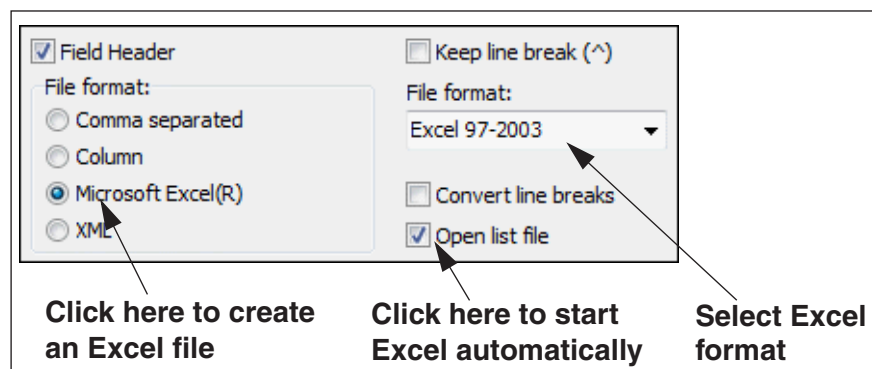 Field Header
Keep line break (^)
File format:
File format:
Comma separated
Excel 97-2003
Column
Microsoft Excel(R)
Convert line breaks
XML
Open list file
Click here to create
an Excel file
Click here to start
Excel automatically
Select Excel
format